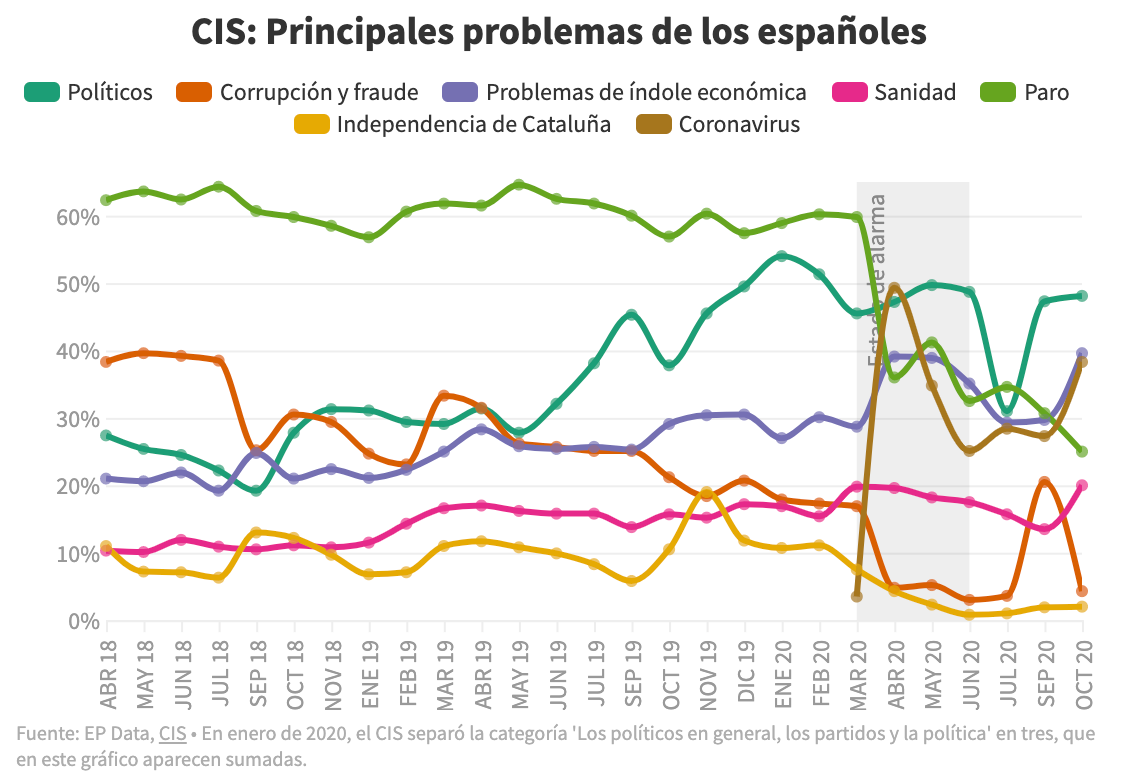 CIS: Principales problemas de los españoles
Políticos Corrupción y fraude Problemas de índole económica Sanidad Paro
Independencia de Cataluña Coronavirus
60%
50%
40%
30%
20%
10%
0%
Estado de alarma
ABR 18 MAY 18 JUN 18 JUL 18 SEP 18 OCT 18 NOV 18 ENE 19 FEB 19 MAR 19 ABR 19 MAY 19 JUN 19 JUL 19 SEP 19 OCT 19 NOV 19 DIC 19 ENE 20 FEB 20 MAR 20 ABR 20 MAY 20 JUN 20 JUL 20 SEP 20 OCT 20
Fuente: EP Data, CIS • En enero de 2020, el CIS separó la categoría 'Los políticos en general, los partidos y la política' en tres, que
en este gráfico aparecen sumadas.